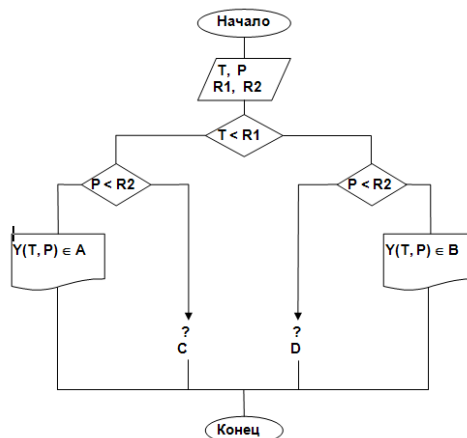 Начало
T, P
R1, R2
T < R1
P < R2
P < R2
Y(T, P) ∈ A
Y(T, P) ∈ B
?
C
?
D
Конец